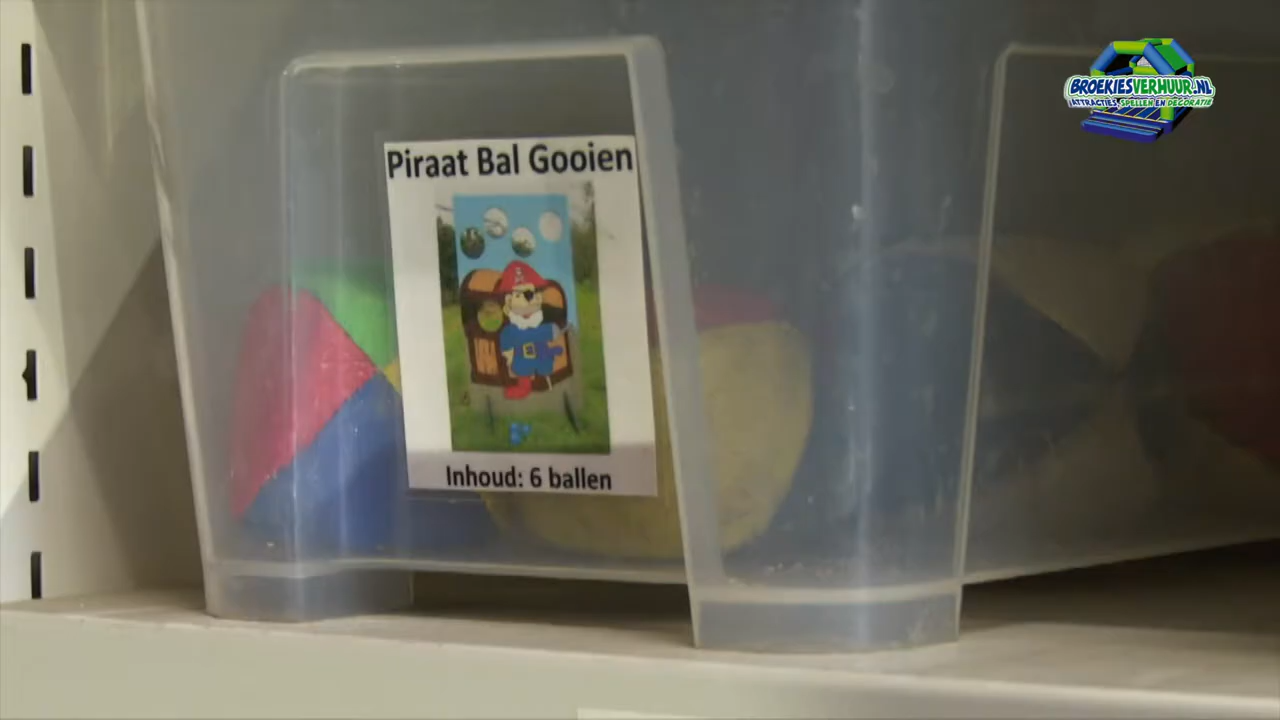 BROEKIESVERHUUR.NL
ATTRACTIES, SPELLEN EN DECORATIE
Piraat Bal Gooien
Inhoud: 6 ballen